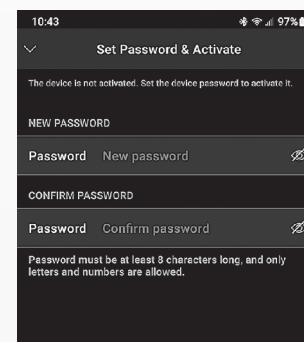 10:43 97%
Set Password & Activate
The device is not activated. Set the device password to activate it.
NEW PASSWORD
Password New password
CONFIRM PASSWORD
Password Confirm password
Password must be at least 8 characters long, and only
letters and numbers are allowed.